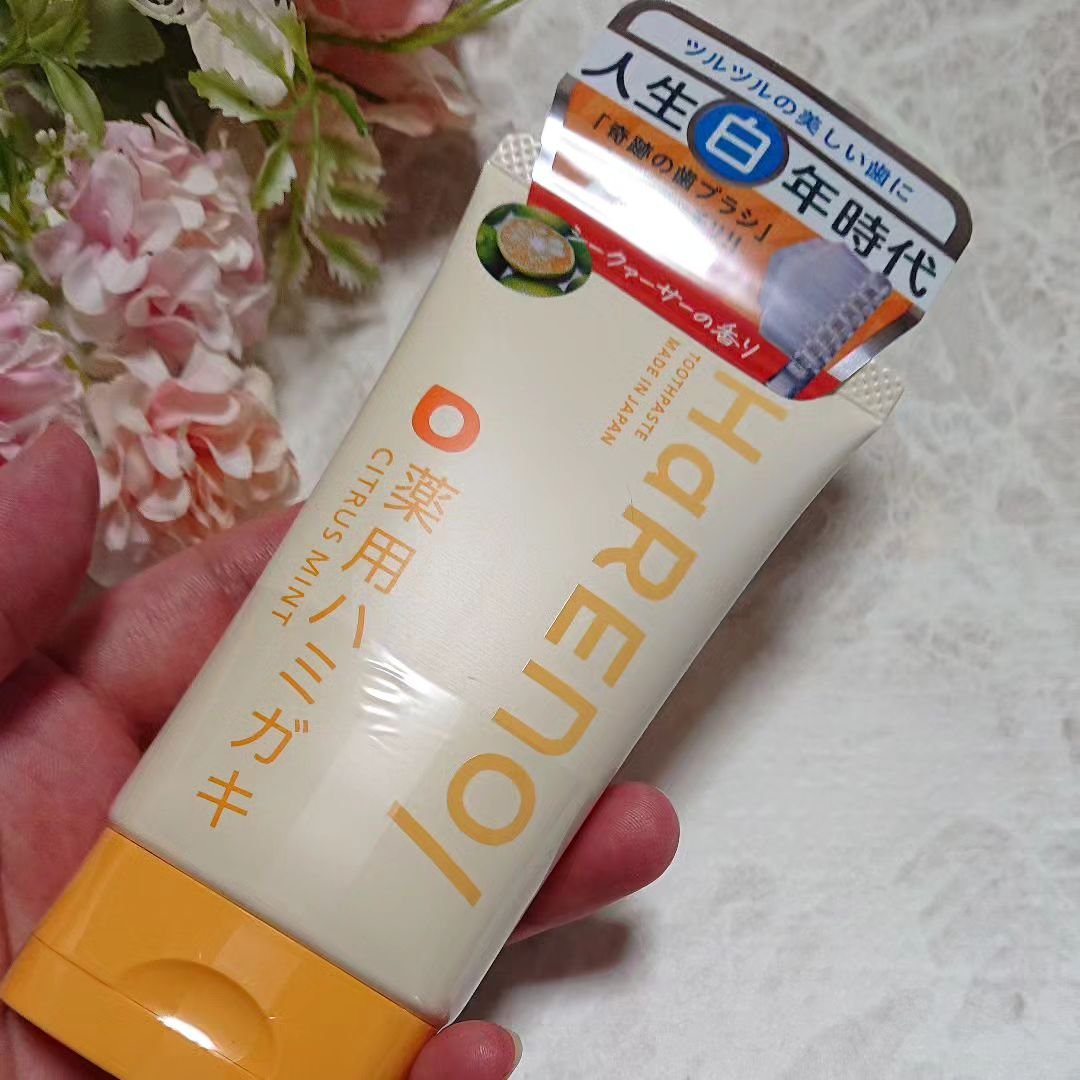 ツルツルの美しい歯に
人生白年時代
「奇跡の歯ブラシ」
シークヮーサーの香り
HaRENO/
TOOTHPASTE
MADE IN JAPAN
薬用ハミガキ
CITRUS MINT